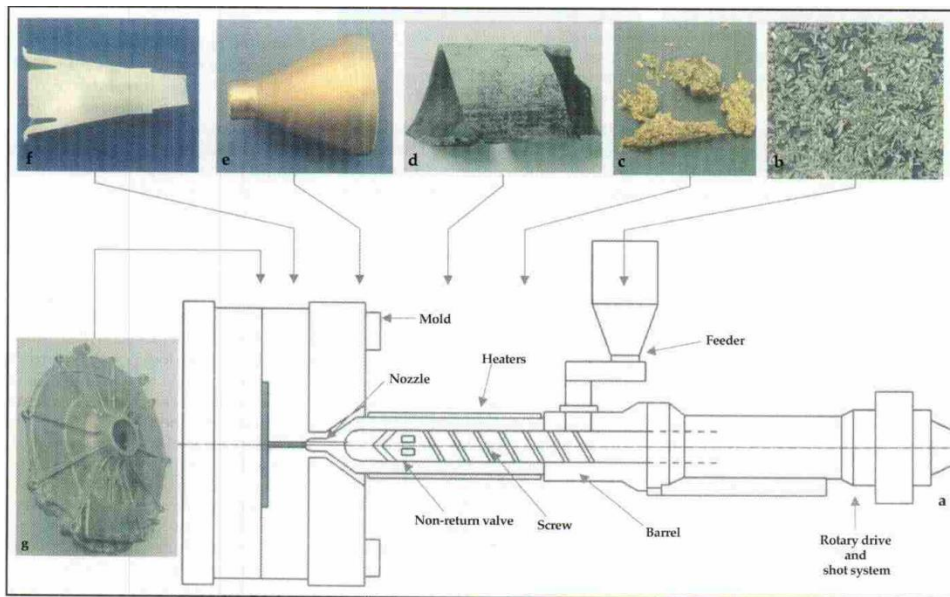 f
e
d
c
b
Mold
Feeder
Heaters
Nozzle
g
Non-return valve
Screw
Barrel
a
Rotary drive
and
shot system